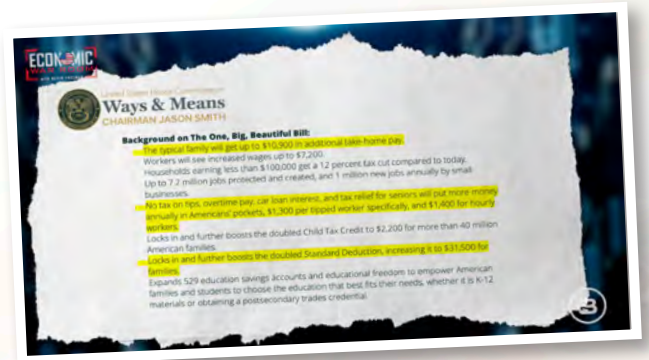 ECONOMIC
WAR ROOM
United States House Committee on
Ways & Means
CHAIRMAN JASON SMITH
Background on The One, Big, Beautiful Bill:
The typical family will get up to $10,900 in additional take-home pay.
Workers will see increased wages up to $7,200.
Households earning less than $100,000 get a 12 percent tax cut compared to today.
Up to 7.2 million jobs protected and created, and 1 million new jobs annually by small
businesses.
No tax on tips, overtime pay, car loan interest, and tax relief for seniors will put more money
annually in Americans' pockets, $1,300 per tipped worker specifically, and $1,400 for hourly
workers.
Locks in and further boosts the doubled Child Tax Credit to $2,200 for more than 40 million
American families.
Locks in and further boosts the doubled Standard Deduction, increasing it to $31,500 for
families.
Expands 529 education savings accounts and educational freedom to empower American
families and students to choose the education that best fits their needs, whether it is K-12
materials or obtaining a postsecondary trades credential.
B